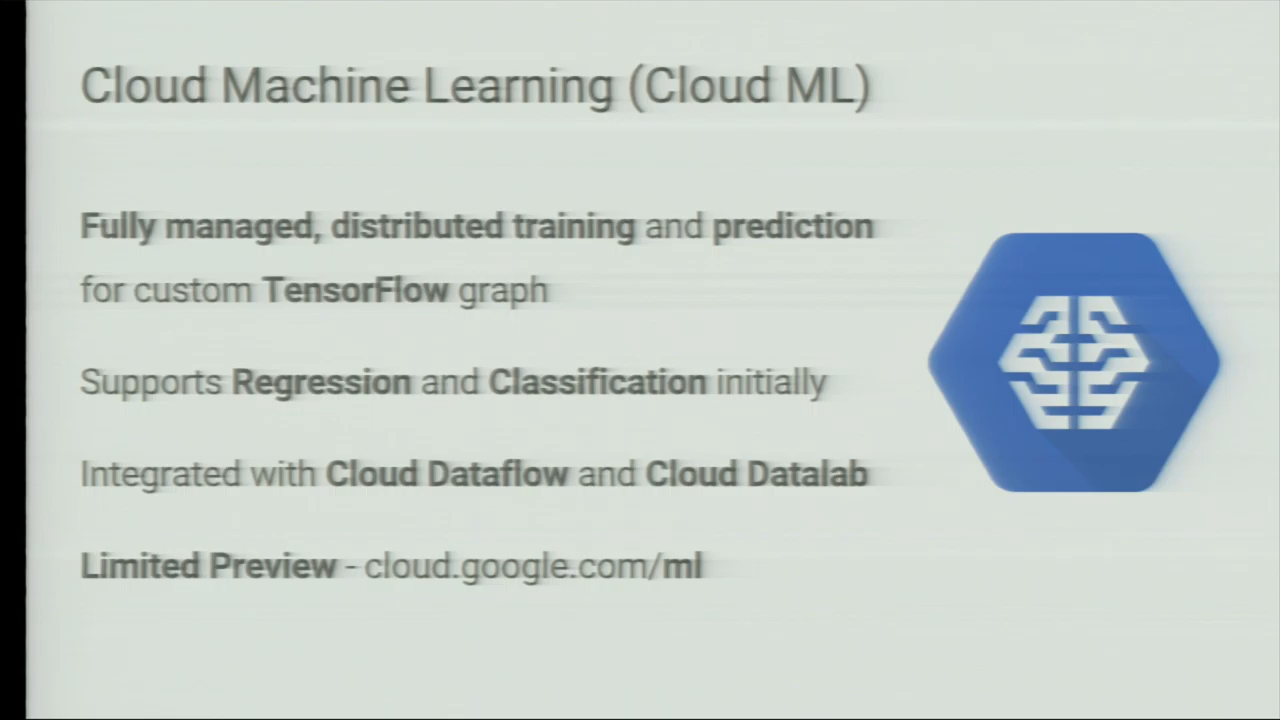 Cloud Machine Learning (Cloud ML)
Fully managed, distributed training and prediction
for custom TensorFlow graph
Supports Regression and Classification initially
Integrated with Cloud Dataflow and Cloud Datalab
Limited Preview - cloud.google.com/ml